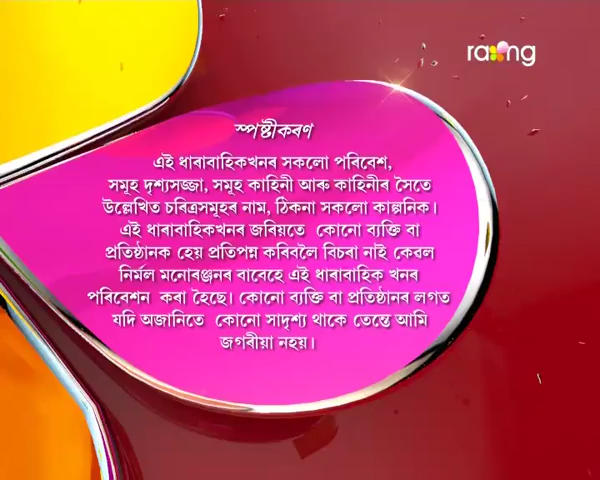 rang
স্পষ্টীকৰণ
এই ধাৰাবাহিকখনৰ সকলো পৰিবেশ,
সমূহ দৃশ্যসজ্জা, সমূহ কাহিনী আৰু কাহিনীৰ সৈতে
উল্লেখিত চৰিত্ৰসমূহৰ নাম, ঠিকনা সকলো কাল্পনিক।
এই ধাৰাবাহিকখনৰ জৰিয়তে কোনো ব্যক্তি বা
প্ৰতিষ্ঠানক হেয় প্ৰতিপন্ন কৰিবলৈ বিচৰা নাই কেৱল
নিৰ্মল মনোৰঞ্জনৰ বাবেহে এই ধাৰাবাহিক খনৰ
পৰিবেশন কৰা হৈছে। কোনো ব্যক্তি বা প্ৰতিষ্ঠানৰ লগত
যদি অজানিতে কোনো সাদৃশ্য থাকে তেন্তে আমি
জগৰীয়া নহয়।